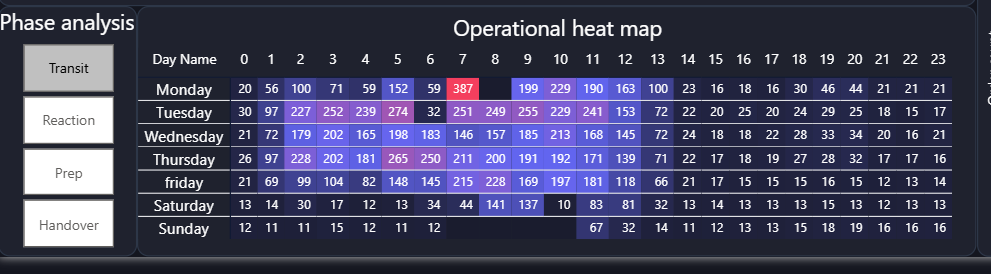 Phase analysis
Transit
Reaction
Prep
Handover
Operational heat map
Day Name 0 1 2 3 4 5 6 7 8 9 10 11 12 13 14 15 16 17 18 19 20 21 22 23
Monday 20 56 100 71 59 152 59 387 199 229 190 163 100 23 16 18 16 30 46 44 21 21 21
Tuesday 30 97 227 252 239 274 32 251 249 255 229 241 153 72 22 20 25 20 24 29 25 18 15 17
Wednesday 21 72 179 202 165 198 183 146 157 185 213 168 145 72 24 18 18 22 28 33 34 20 16 21
Thursday 26 97 228 202 181 265 250 211 200 191 192 171 139 71 22 17 18 19 27 28 32 17 17 16
friday 21 69 99 104 82 148 145 215 228 169 197 181 118 66 21 17 15 15 15 16 15 12 13 14
Saturday 13 14 30 17 12 13 34 44 141 137 10 83 81 32 13 14 13 13 13 15 13 12 13 13
Sunday 12 11 11 15 12 11 12 67 32 14 11 12 13 13 15 18 19 16 16 16